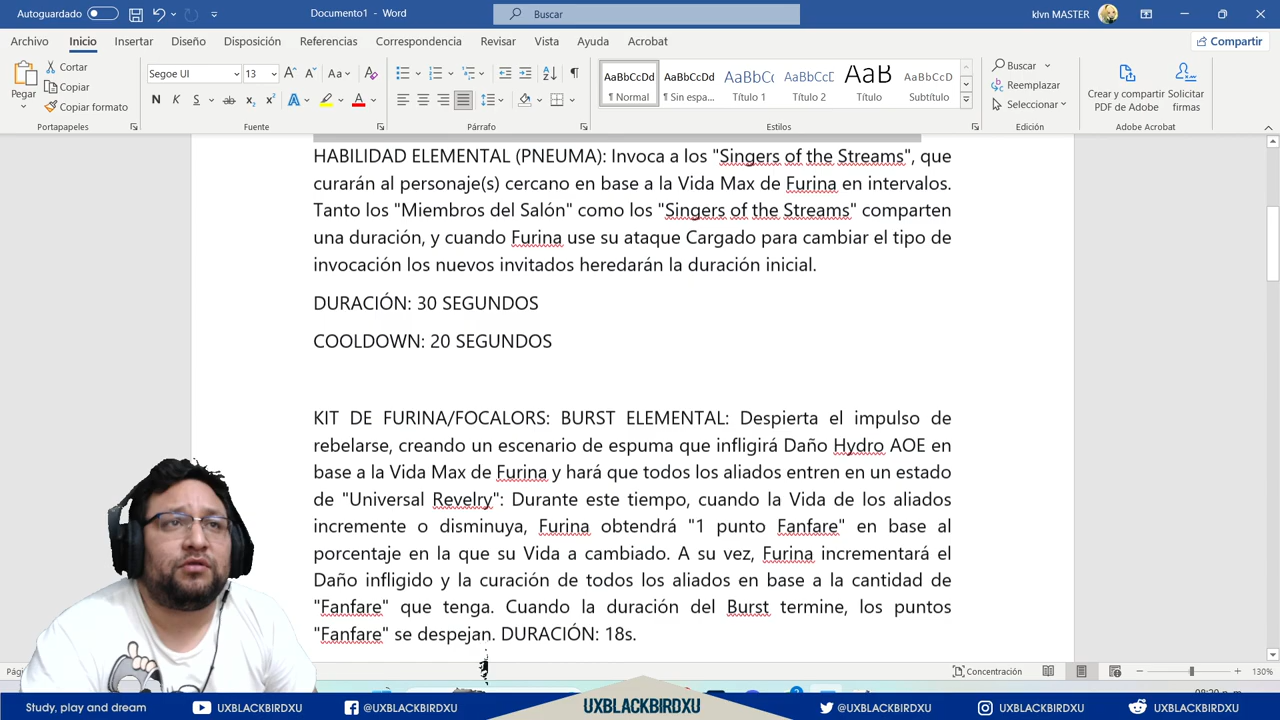 Autoguardado
Documento1 - Word
Buscar
klvn MASTER
Archivo Inicio Insertar Diseño Disposición Referencias Correspondencia Revisar Vista Ayuda Acrobat
Compartir
Pegar
Cortar
Copiar
Copiar formato
Portapapeles
Segoe UI 13
Aa
N K S
Fuente
Párrafo
AaBbCcDd AaBbCcDd AaBbCc AaBbCcD AaB AaBbCcD
¶ Normal ¶ Sin espa... Título 1 Título 2 Título Subtítulo
Estilos
Buscar
Reemplazar
Seleccionar
Edición
Crear y compartir PDF de Adobe
Solicitar firmas
Adobe Acrobat
HABILIDAD ELEMENTAL (PNEUMA): Invoca a los "Singers of the Streams", que
curarán al personaje(s) cercano en base a la Vida Max de Furina en intervalos.
Tanto los "Miembros del Salón" como los "Singers of the Streams" comparten
una duración, y cuando Furina use su ataque Cargado para cambiar el tipo de
invocación los nuevos invitados heredarán la duración inicial.
DURACIÓN: 30 SEGUNDOS
COOLDOWN: 20 SEGUNDOS
KIT DE FURINA/FOCALORS: BURST ELEMENTAL: Despierta el impulso de
rebelarse, creando un escenario de espuma que infligirá Daño Hydro AOE en
base a la Vida Max de Furina y hará que todos los aliados entren en un estado
de "Universal Revelry": Durante este tiempo, cuando la Vida de los aliados
incremente o disminuya, Furina obtendrá "1 punto Fanfare" en base al
porcentaje en la que su Vida a cambiado. A su vez, Furina incrementará el
Daño infligido y la curación de todos los aliados en base a la cantidad de
"Fanfare" que tenga. Cuando la duración del Burst termine, los puntos
"Fanfare" se despejan. DURACIÓN: 18s.
Concentración
130%
Study, play and dream
UXBLACKBIRDXU
@UXBLACKBIRDXU
UXBLACKBIRDXU
@UXBLACKBIRDXU
@UXBLACKBIRDXU
UXBLACKBIRDXU